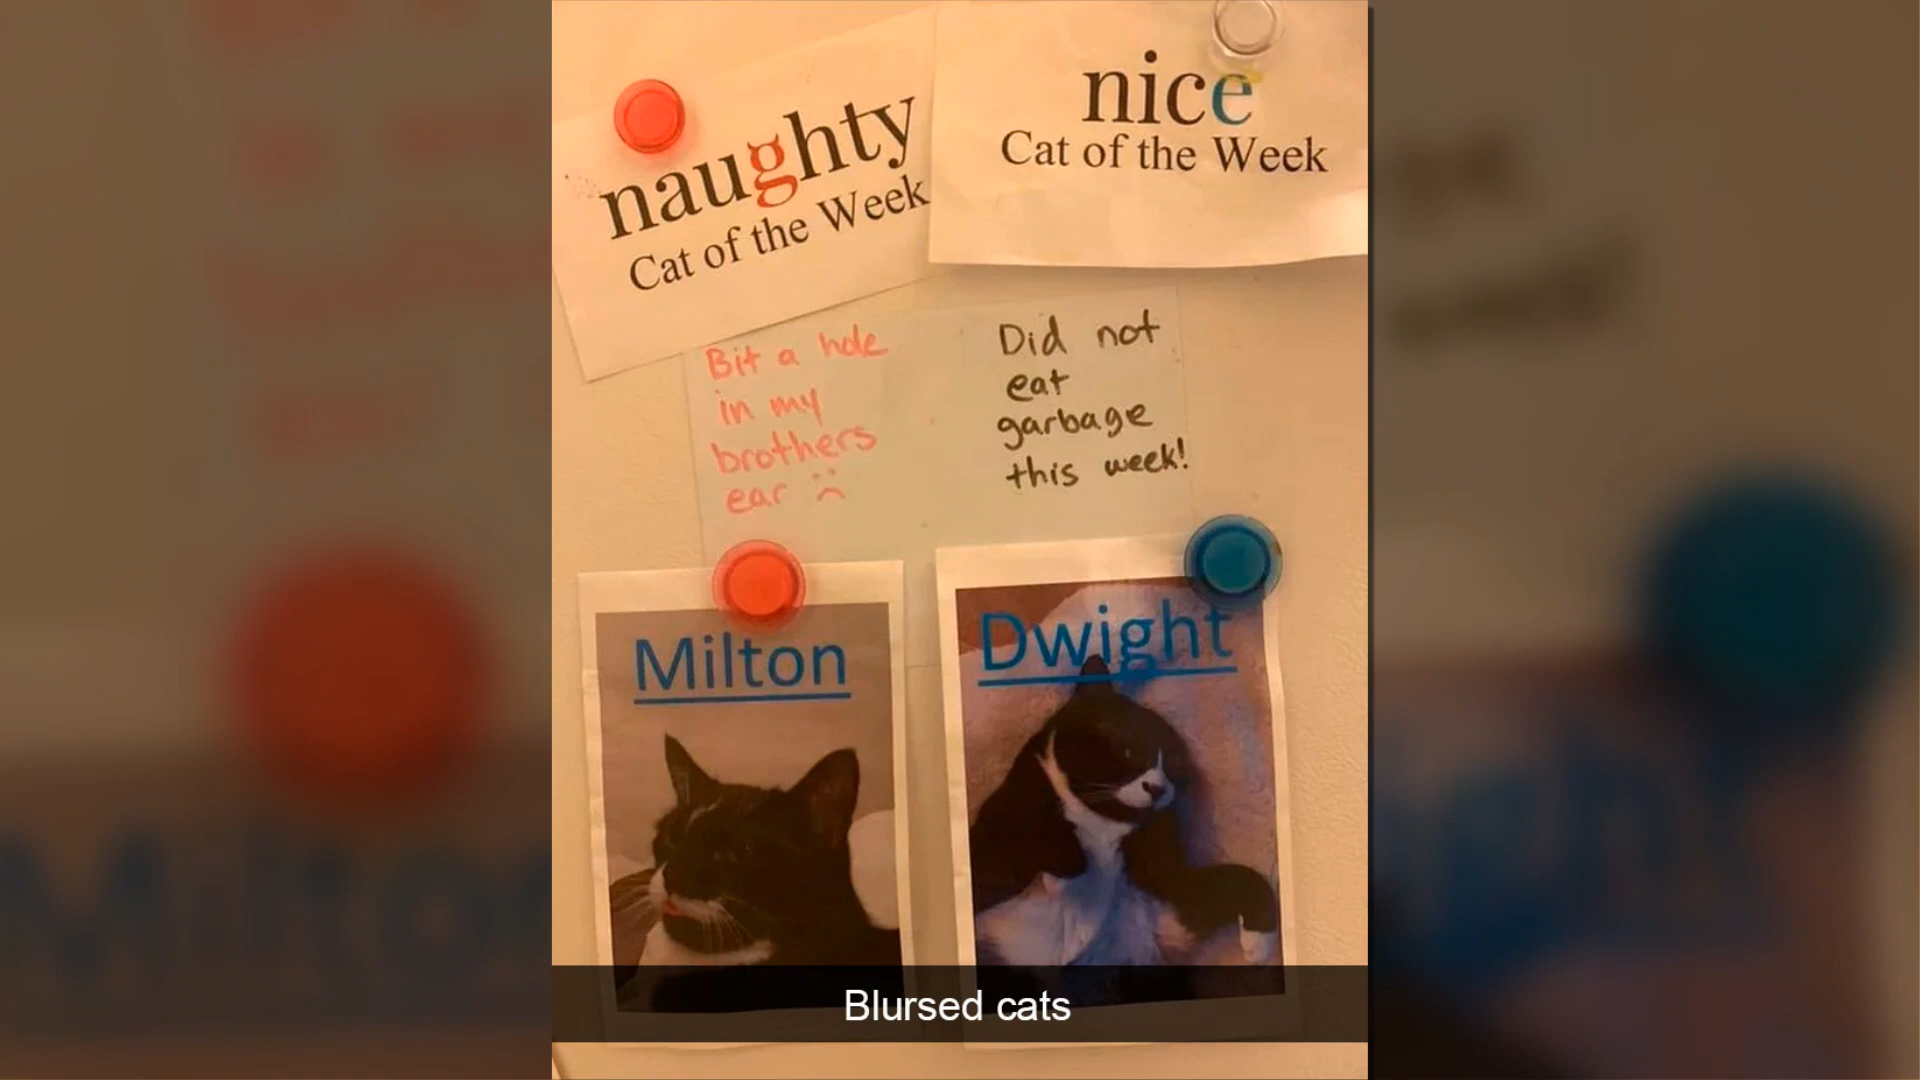 naughty
Cat of the Week
nice
Cat of the Week
Bit a hole
in my
brothers
ear :(
Did not
eat
garbage
this week!
Milton
Dwight
Blursed cats